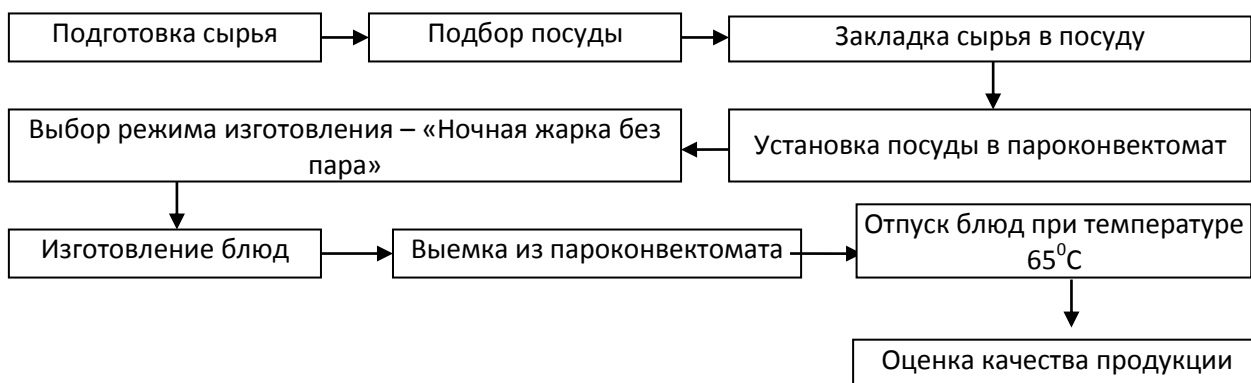 Подготовка сырья
Подбор посуды
Закладка сырья в посуду
Установка посуды в пароконвектомат
Выбор режима изготовления – «Ночная жарка без
пара»
Изготовление блюд
Выемка из пароконвектомата
Отпуск блюд при температуре
65⁰С
Оценка качества продукции